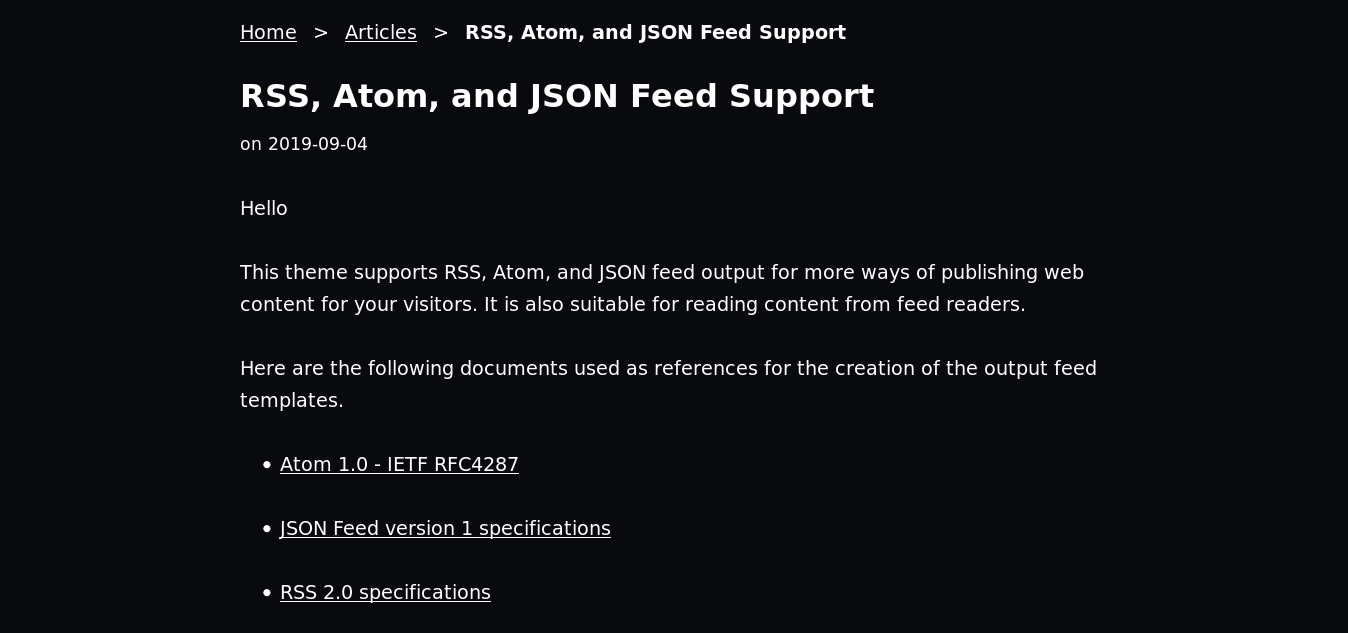 Home > Articles > RSS, Atom, and JSON Feed Support
RSS, Atom, and JSON Feed Support
on 2019-09-04
Hello
This theme supports RSS, Atom, and JSON feed output for more ways of publishing web
content for your visitors. It is also suitable for reading content from feed readers.
Here are the following documents used as references for the creation of the output feed
templates.
• Atom 1.0 - IETF RFC4287
• JSON Feed version 1 specifications
• RSS 2.0 specifications